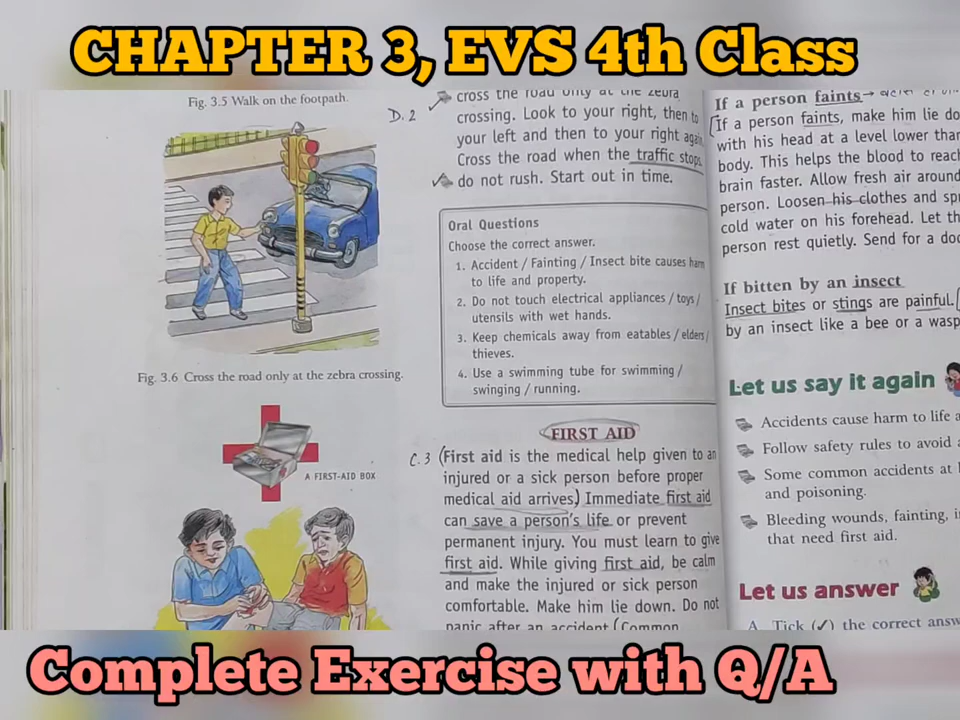 CHAPTER 3, EVS 4th Class
Fig. 3.5 Walk on the footpath.
Fig. 3.6 Cross the road only at the zebra crossing.
A FIRST-AID BOX
D.2
cross the road only at the zebra
crossing. Look to your right, then to
your left and then to your right again.
Cross the road when the traffic stops.
do not rush. Start out in time.
Oral Questions
Choose the correct answer.
1. Accident / Fainting / Insect bite causes harm
to life and property.
2. Do not touch electrical appliances / toys /
utensils with wet hands.
3. Keep chemicals away from eatables / elders /
thieves.
4. Use a swimming tube for swimming /
swinging / running.
FIRST AID
C.3
(First aid is the medical help given to an
injured or a sick person before proper
medical aid arrives.) Immediate first aid
can save a person's life or prevent
permanent injury. You must learn to give
first aid. While giving first aid, be calm
and make the injured or sick person
comfortable. Make him lie down. Do not
panic after an accident (Common
If a person faints→
[If a person faints, make him lie do
with his head at a level lower than
body. This helps the blood to reach
brain faster. Allow fresh air around
person. Loosen his clothes and spr
cold water on his forehead. Let th
person rest quietly. Send for a doc
If bitten by an insect
Insect bites or stings are painful.[
by an insect like a bee or a wasp
Let us say it again
Accidents cause harm to life a
Follow safety rules to avoid a
Some common accidents at
and poisoning.
Bleeding wounds, fainting, i
that need first aid.
Let us answer
A. Tick (✓) the correct answ
Complete Exercise with Q/A